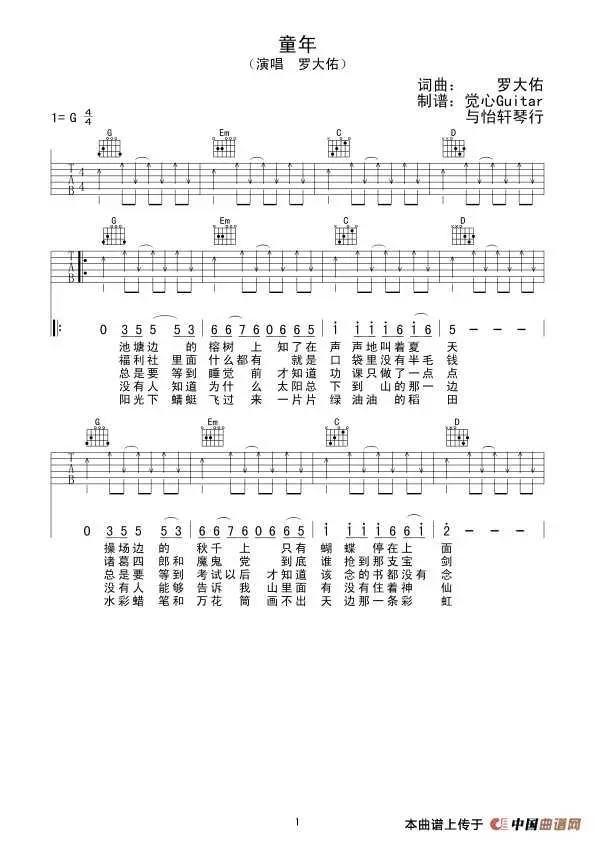 童年
（演唱 罗大佑）
词曲： 罗大佑
制谱：觉心Guitar
与怡轩琴行
1= G 4/4
G Em C D
T A B 4/4
G Em C D
T A B
0 3 5 5 5 3 | 6 6 7 6 0 6 6 5 | i i i i 6 i 6 | 5 - - -
池塘边的榕树上知了在声声地叫着夏天
福利社里面什么都有就是口袋里没有半毛钱
总是要等到睡觉前才知道功课只做了一点点
没有人知道为什么太阳总下到山的那一边
阳光下蜻蜓飞过来一片片绿油油的稻田
G Em C D
T A B
0 3 5 5 5 3 | 6 6 7 6 0 6 6 5 | i i i i 6 6 i | 2 - - -
操场边的秋千上只有蝴蝶停在上面
诸葛四郎和魔鬼党到底谁抢到那支宝剑
总是要等到考试以后才知道该念的书都没有念
没有人能够告诉我山里面有没有住着神仙
水彩蜡笔和万花筒画不出天边那一条彩虹
1
本曲谱上传于 中国曲谱网